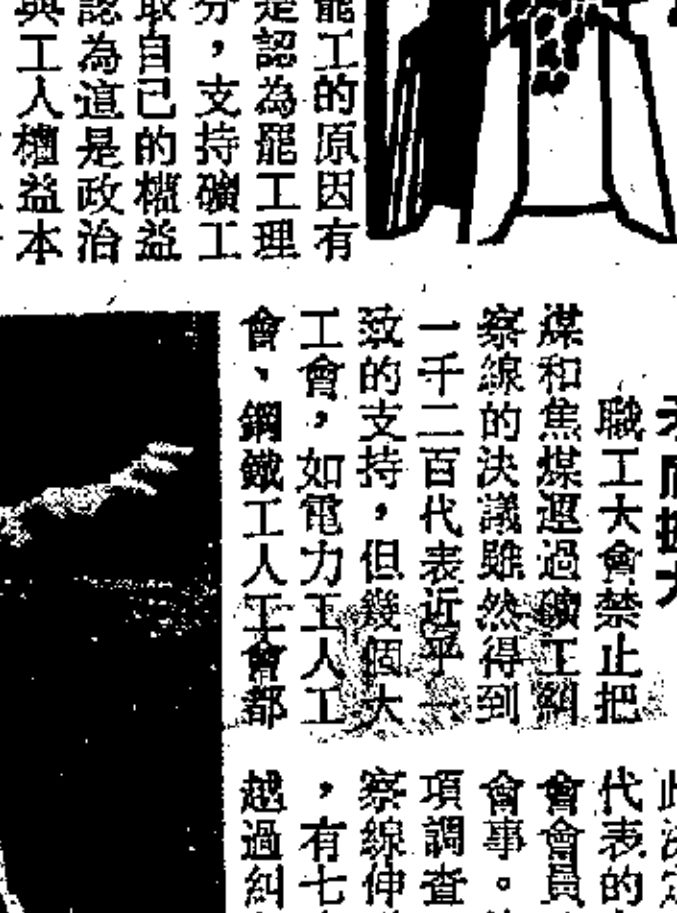 罷工的原因有
是認為罷工理
分，支持礦工
取自己的權益
認為這是政治
與工人權益本
職工大會禁止把
煤和焦煤運過礦工糾
察線的決議雖然得到
一千二百代表近乎一
致的支持，但幾個大
工會，如電力工人工
會、鋼鐵工人工會都
代表的
會會員
會事。
項調查
察線伸
，有七
越過糾